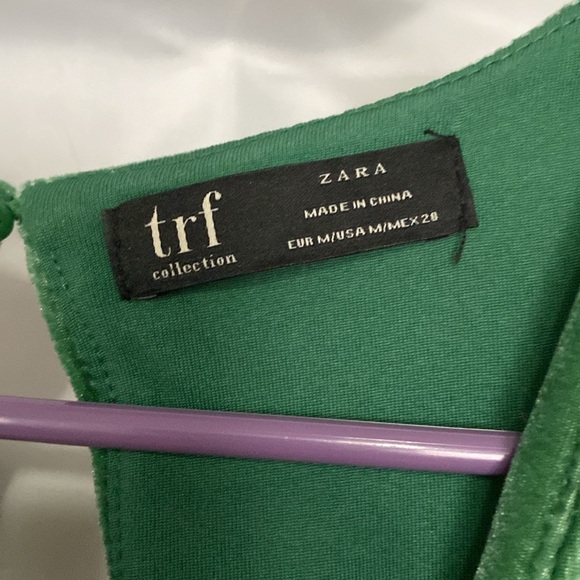 trf
collection
ZARA
MADE IN CHINA
EUR M/USA M/MEX 28